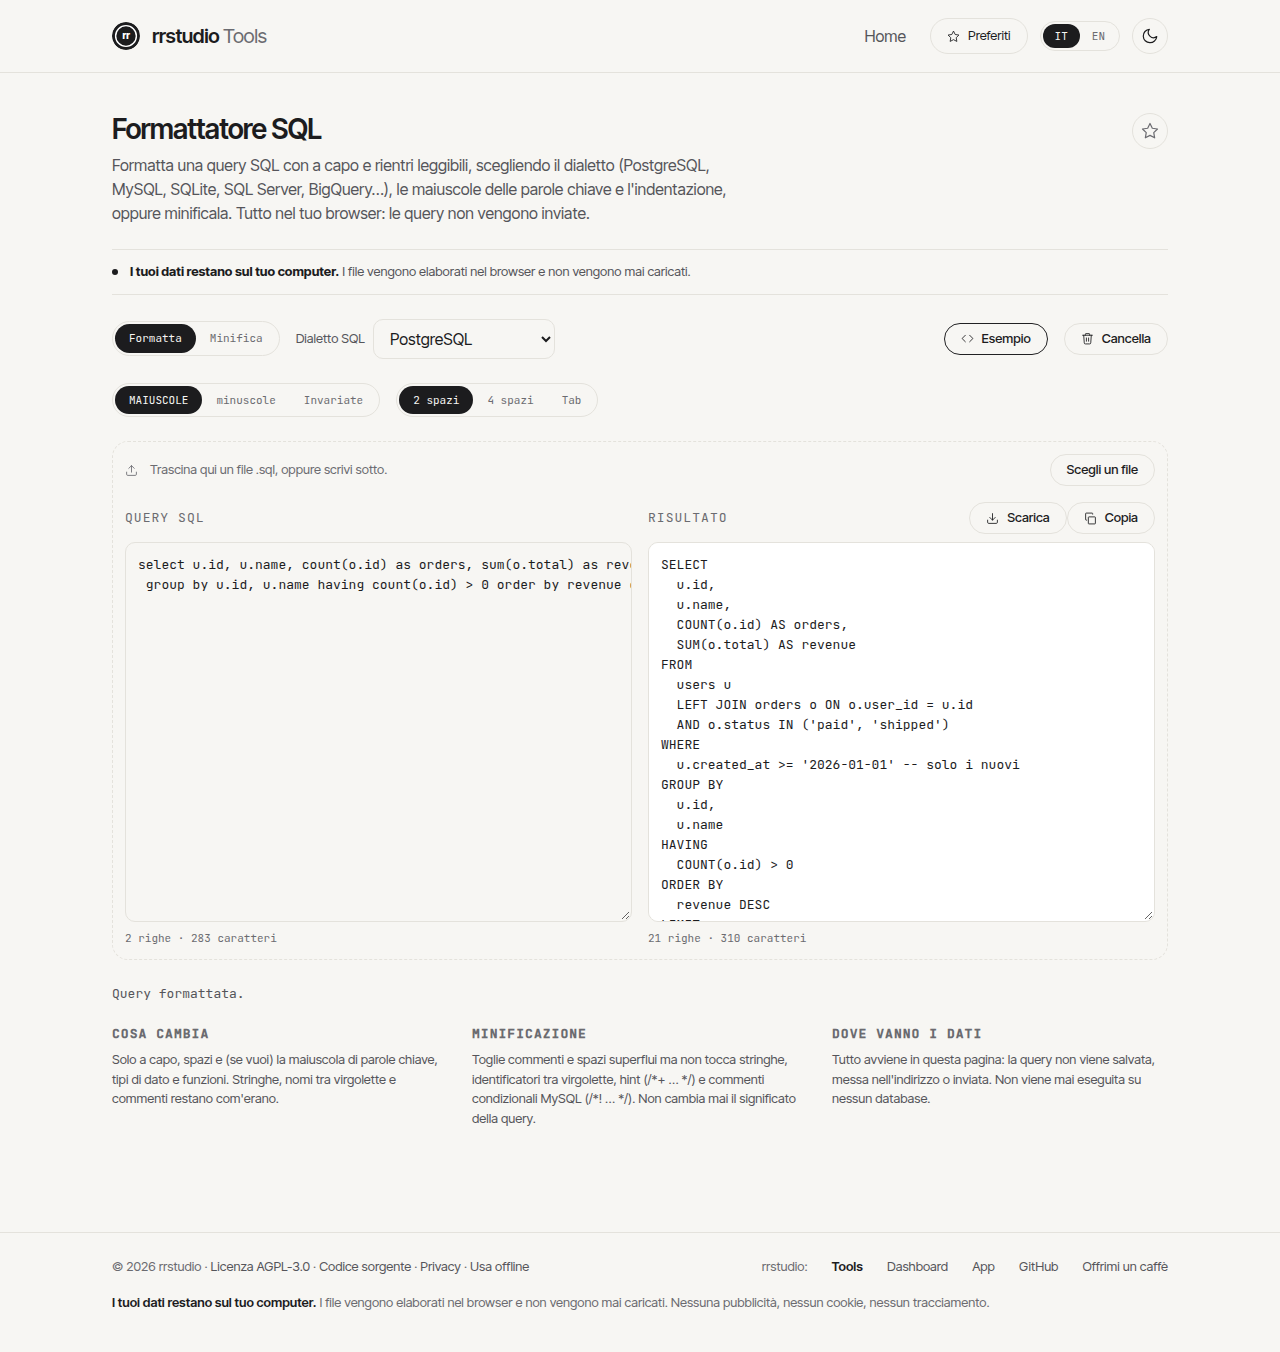 rr rrstudio Tools
Home
Preferiti
IT EN
Formattatore SQL
Formatta una query SQL con a capo e rientri leggibili, scegliendo il dialetto (PostgreSQL,
MySQL, SQLite, SQL Server, BigQuery…), le maiuscole delle parole chiave e l'indentazione,
oppure minificala. Tutto nel tuo browser: le query non vengono inviate.
I tuoi dati restano sul tuo computer. I file vengono elaborati nel browser e non vengono mai caricati.
Formatta Minifica Dialetto SQL PostgreSQL Esempio Cancella
MAIUSCOLE minuscole Invariate 2 spazi 4 spazi Tab
Trascina qui un file .sql, oppure scrivi sotto. Scegli un file
QUERY SQL
select u.id, u.name, count(o.id) as orders, sum(o.total) as rev
group by u.id, u.name having count(o.id) > 0 order by revenue
2 righe · 283 caratteri
RISULTATO Scarica Copia
SELECT
u.id,
u.name,
COUNT(o.id) AS orders,
SUM(o.total) AS revenue
FROM
users u
LEFT JOIN orders o ON o.user_id = u.id
AND o.status IN ('paid', 'shipped')
WHERE
u.created_at >= '2026-01-01' -- solo i nuovi
GROUP BY
u.id,
u.name
HAVING
COUNT(o.id) > 0
ORDER BY
revenue DESC
21 righe · 310 caratteri
Query formattata.
COSA CAMBIA
Solo a capo, spazi e (se vuoi) la maiuscola di parole chiave,
tipi di dato e funzioni. Stringhe, nomi tra virgolette e
commenti restano com'erano.
MINIFICAZIONE
Toglie commenti e spazi superflui ma non tocca stringhe,
identificatori tra virgolette, hint (/*+ … */) e commenti
condizionali MySQL (/*! … */). Non cambia mai il significato
della query.
DOVE VANNO I DATI
Tutto avviene in questa pagina: la query non viene salvata,
messa nell'indirizzo o inviata. Non viene mai eseguita su
nessun database.
© 2026 rrstudio · Licenza AGPL-3.0 · Codice sorgente · Privacy · Usa offline
rrstudio: Tools Dashboard App GitHub Offrimi un caffè
I tuoi dati restano sul tuo computer. I file vengono elaborati nel browser e non vengono mai caricati. Nessuna pubblicità, nessun cookie, nessun tracciamento.